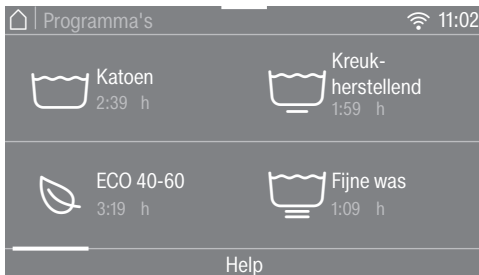 Programma's 11:02
Katoen
2:39 h
Kreuk-
herstellend
1:59 h
ECO 40-60
3:19 h
Fijne was
1:09 h
Help